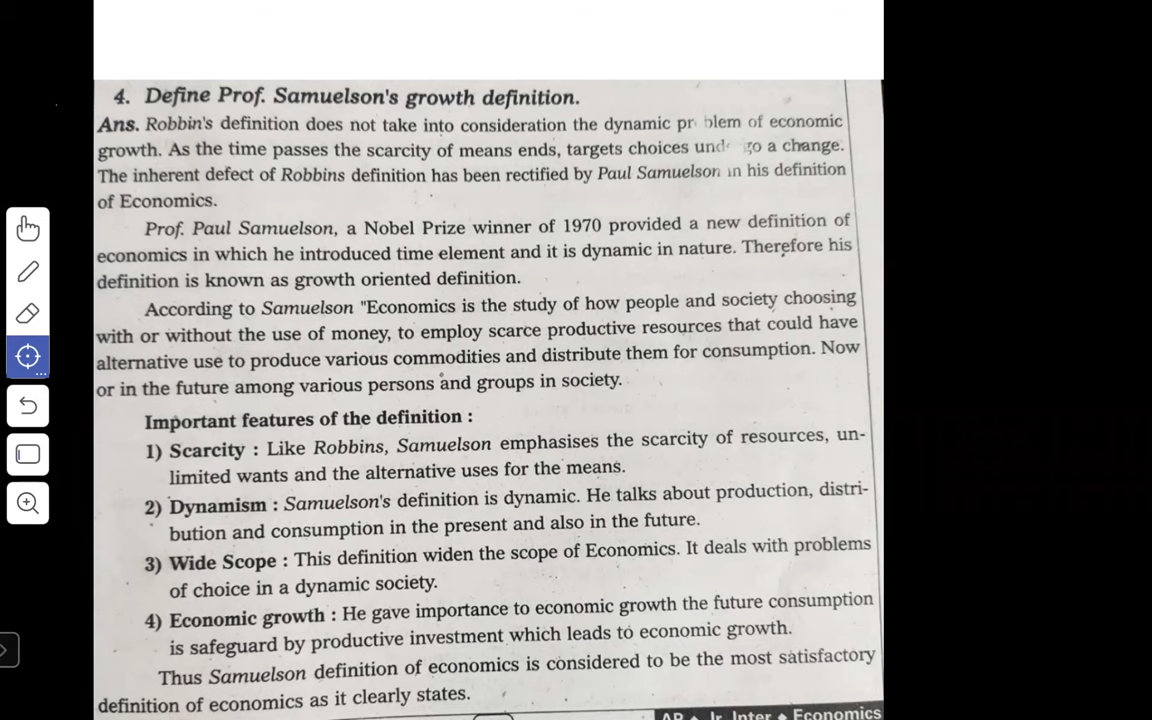 4. Define Prof. Samuelson's growth definition.
Ans. Robbin's definition does not take into consideration the dynamic pr blem of economic
growth. As the time passes the scarcity of means ends, targets choices und go a change.
The inherent defect of Robbins definition has been rectified by Paul Samuelson in his definition
of Economics.
Prof. Paul Samuelson, a Nobel Prize winner of 1970 provided a new definition of
economics in which he introduced time element and it is dynamic in nature. Therefore his
definition is known as growth oriented definition.
According to Samuelson "Economics is the study of how people and society choosing
with or without the use of money, to employ scarce productive resources that could have
alternative use to produce various commodities and distribute them for consumption. Now
or in the future among various persons and groups in society.
Important features of the definition :
1) Scarcity : Like Robbins, Samuelson emphasises the scarcity of resources, un-
limited wants and the alternative uses for the means.
2) Dynamism : Samuelson's definition is dynamic. He talks about production, distri-
bution and consumption in the present and also in the future.
3) Wide Scope : This definition widen the scope of Economics. It deals with problems
of choice in a dynamic society.
4) Economic growth : He gave importance to economic growth the future consumption
is safeguard by productive investment which leads to economic growth.
Thus Samuelson definition of economics is considered to be the most satisfactory
definition of economics as it clearly states.
AP ◆ Jr. Inter ◆ Economics